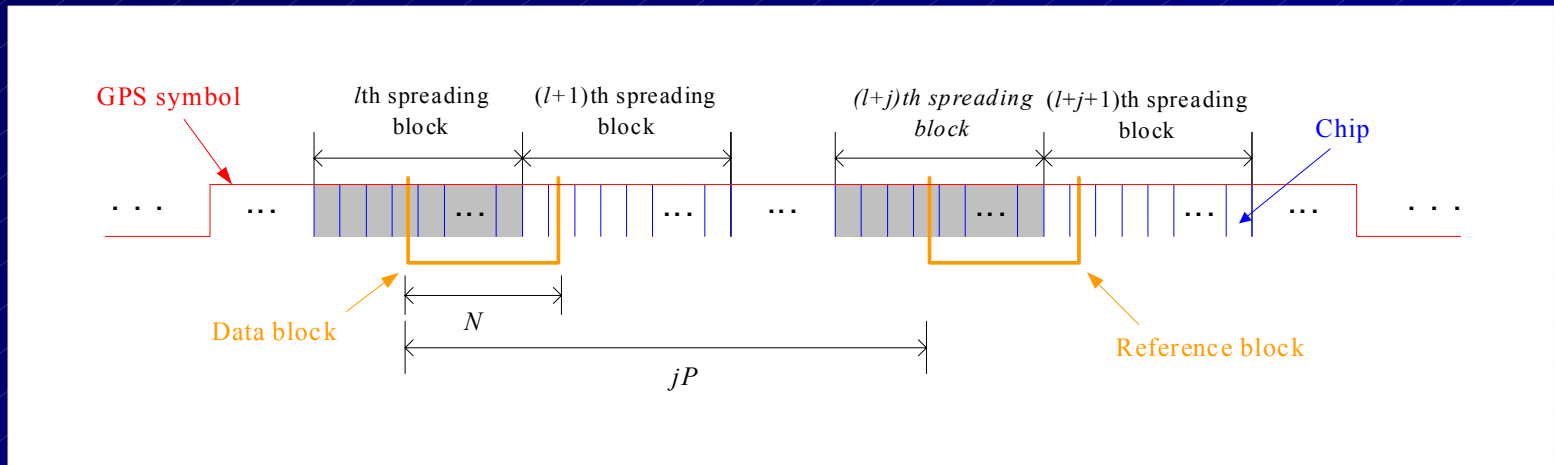 GPS symbol
lth spreading
block
(l+1)th spreading
block
(l+j)th spreading
block
(l+j+1)th spreading
block
Chip
. . .
...
...
...
...
...
...
...
. . .
Data block
N
jP
Reference block